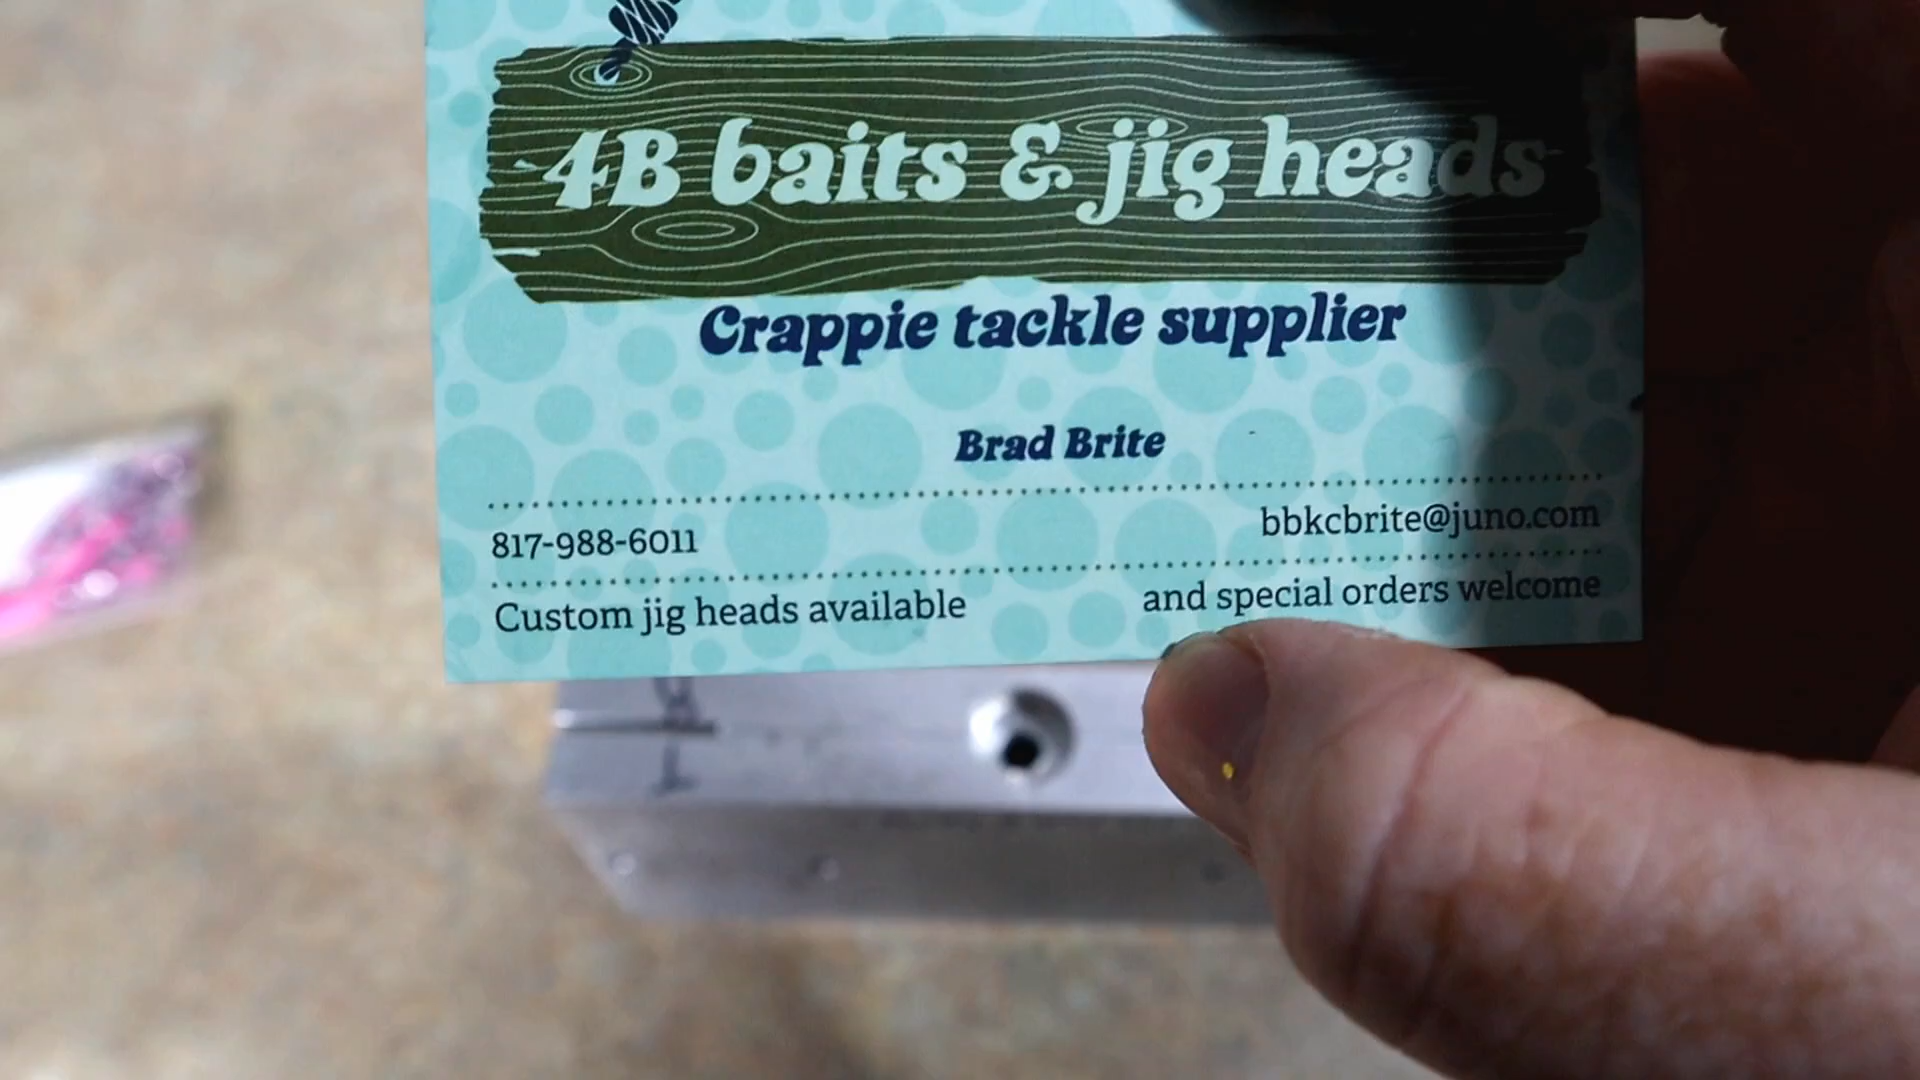 4B baits & jig heads
Crappie tackle supplier
Brad Brite
817-988-6011
bbkcbrite@juno.com
Custom jig heads available
and special orders welcome